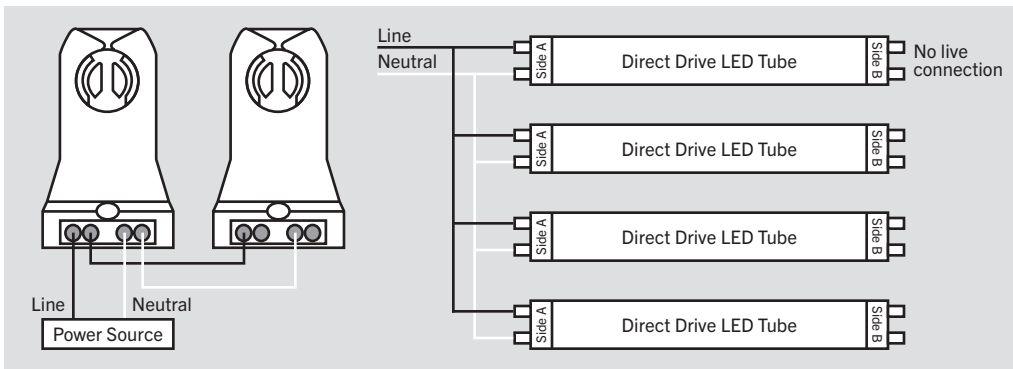 Line
Neutral
Power Source
Line
Neutral
Side A
Direct Drive LED Tube
Side B
No live
connection
Side A
Direct Drive LED Tube
Side B
Side A
Direct Drive LED Tube
Side B
Side A
Direct Drive LED Tube
Side B